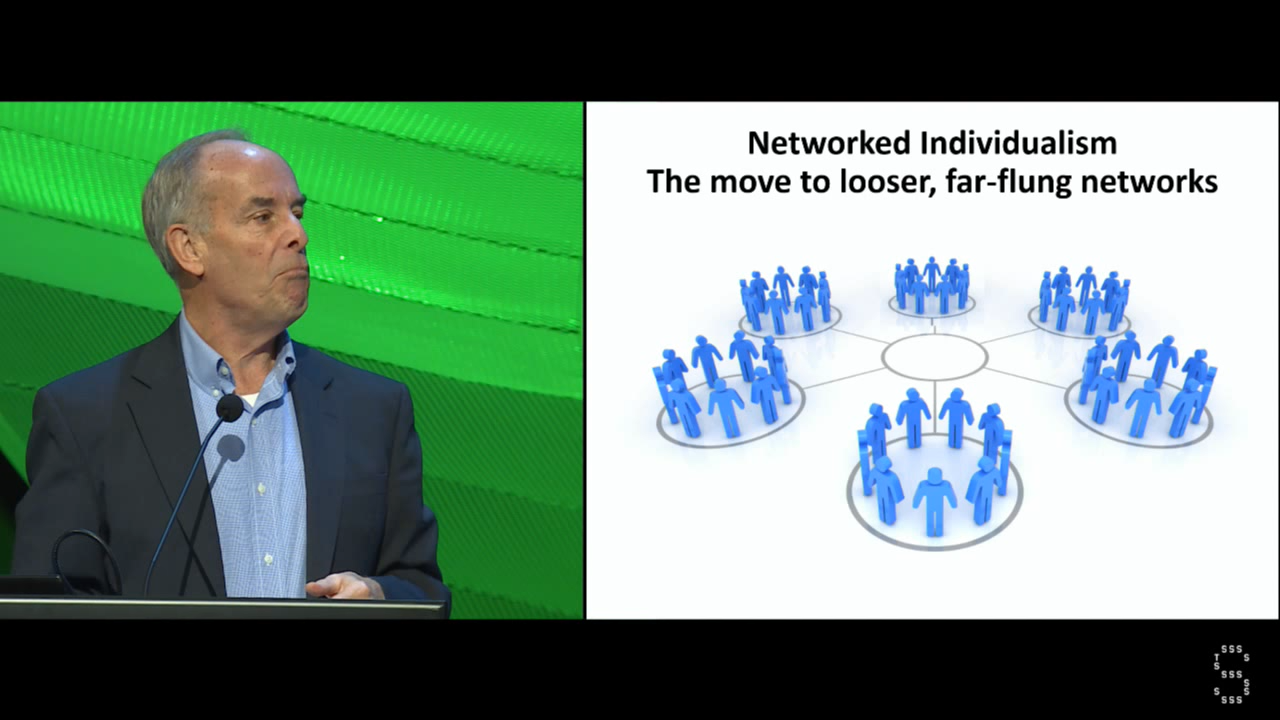 Networked Individualism
The move to looser, far-flung networks